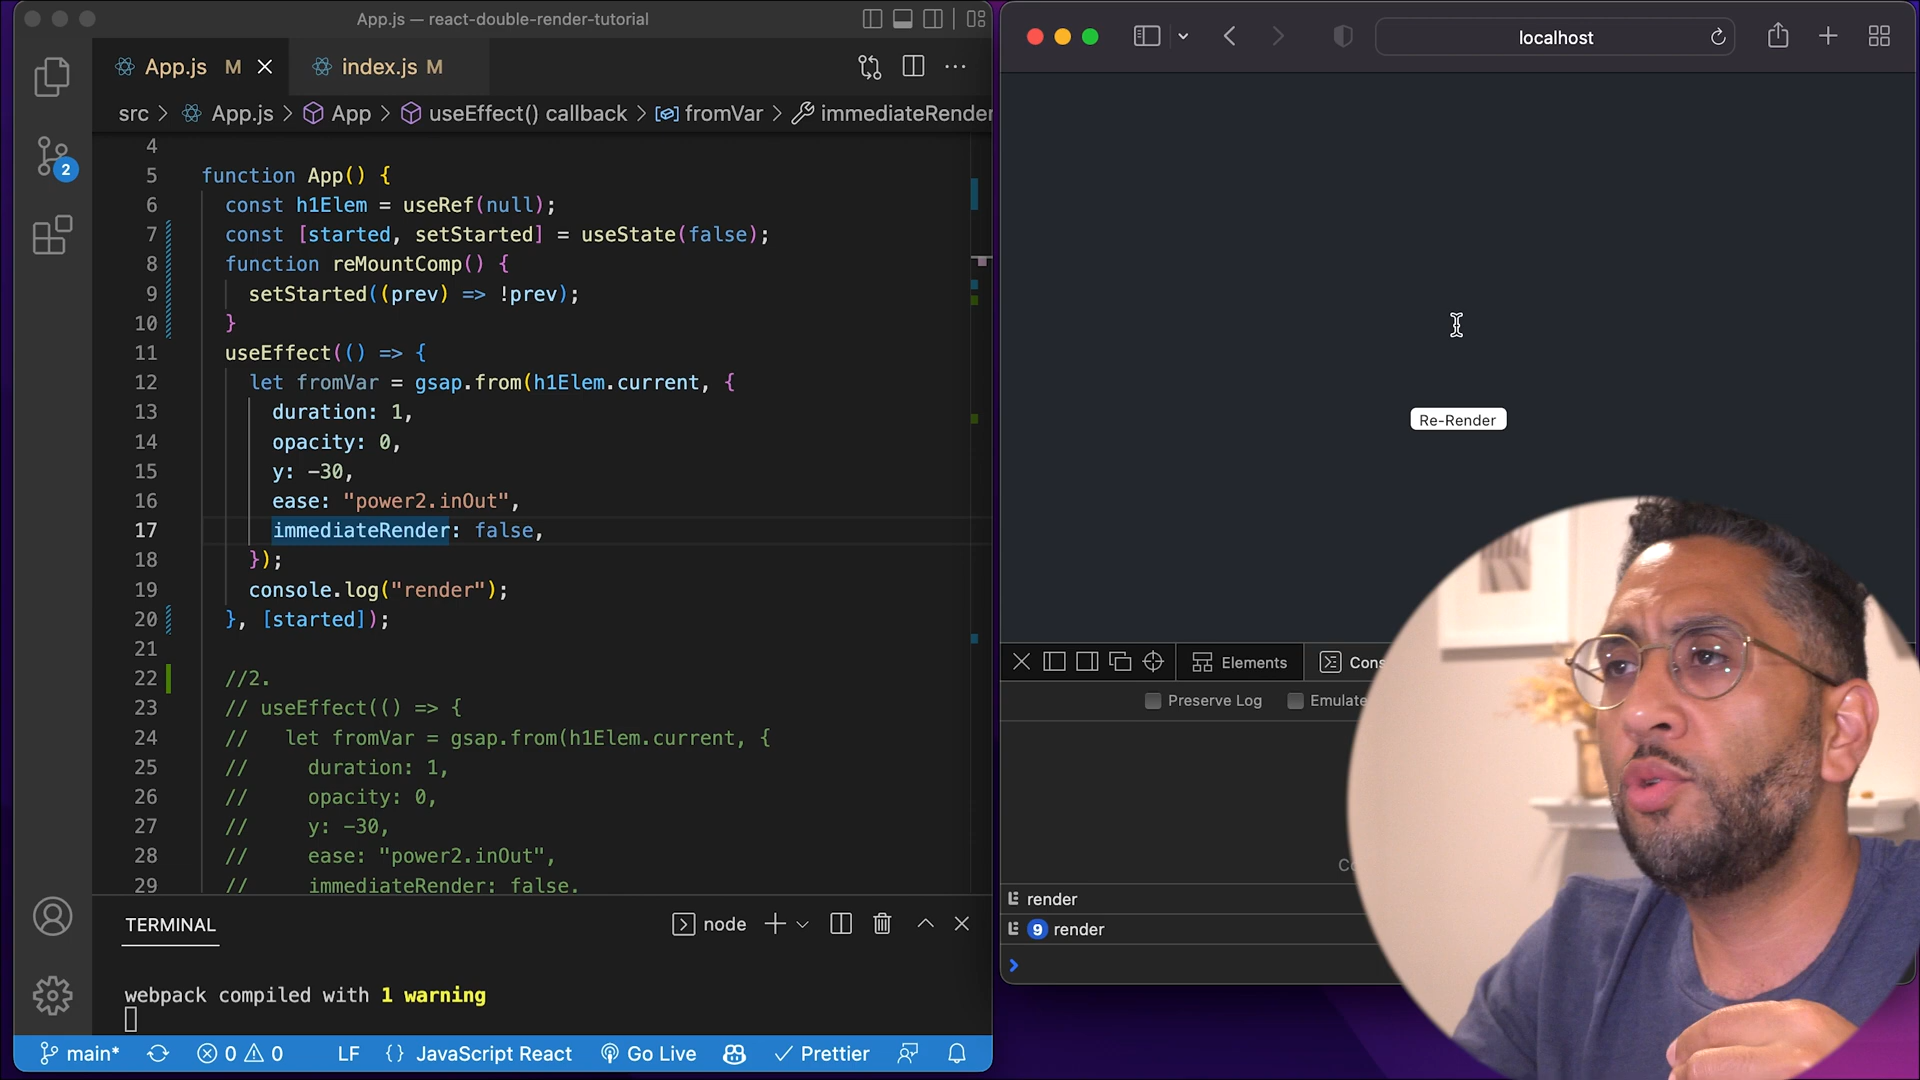 App.js — react-double-render-tutorial
App.js M
index.js M
src > App.js > App > useEffect() callback > fromVar > immediateRender
4
5 function App() {
6 const h1Elem = useRef(null);
7 const [started, setStarted] = useState(false);
8 function reMountComp() {
9 setStarted((prev) => !prev);
10 }
11 useEffect(() => {
12 let fromVar = gsap.from(h1Elem.current, {
13 duration: 1,
14 opacity: 0,
15 y: -30,
16 ease: "power2.inOut",
17 immediateRender: false,
18 });
19 console.log("render");
20 }, [started]);
21
22 //2.
23 // useEffect(() => {
24 // let fromVar = gsap.from(h1Elem.current, {
25 // duration: 1,
26 // opacity: 0,
27 // y: -30,
28 // ease: "power2.inOut",
29 // immediateRender: false.
2
TERMINAL
node
webpack compiled with 1 warning
main* 0 0 LF {} JavaScript React Go Live Prettier
localhost
Re-Render
Elements
Cons
Preserve Log
Emulate
Co
render
9 render